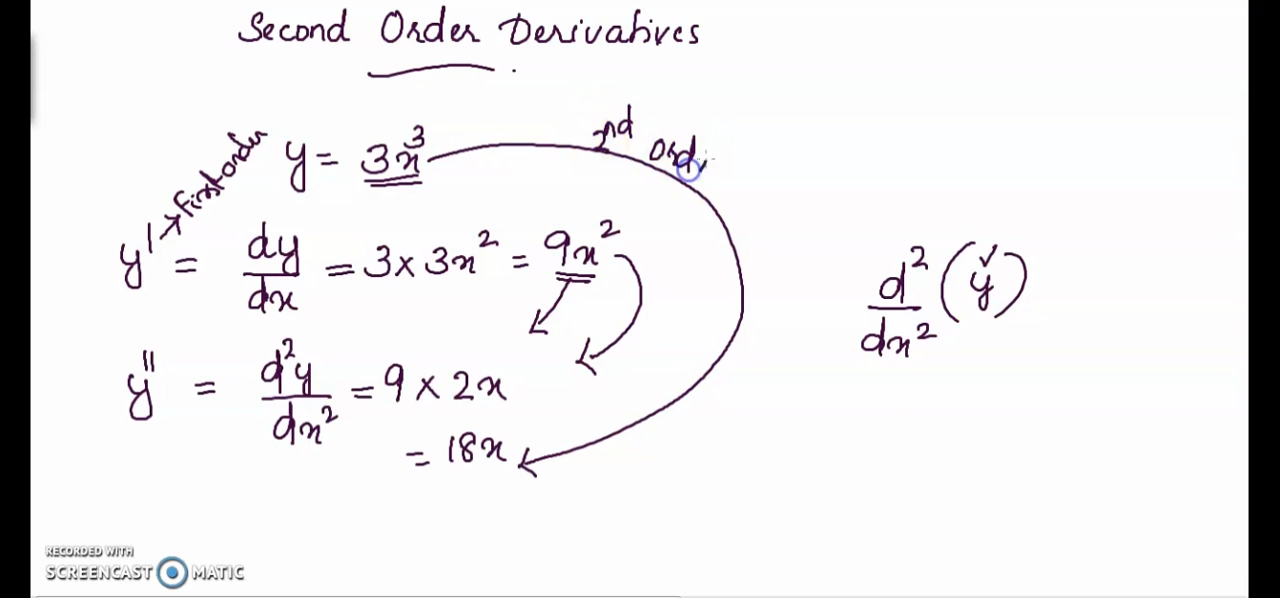 Second Order Derivatives
y = 3x³
2nd Ord
y' → First order
= dy/dx = 3 × 3x² = 9x²
d²/dx² (y)
y'' = d²y/dx² = 9 × 2x
= 18x
RECORDED WITH
SCREENCAST MATIC